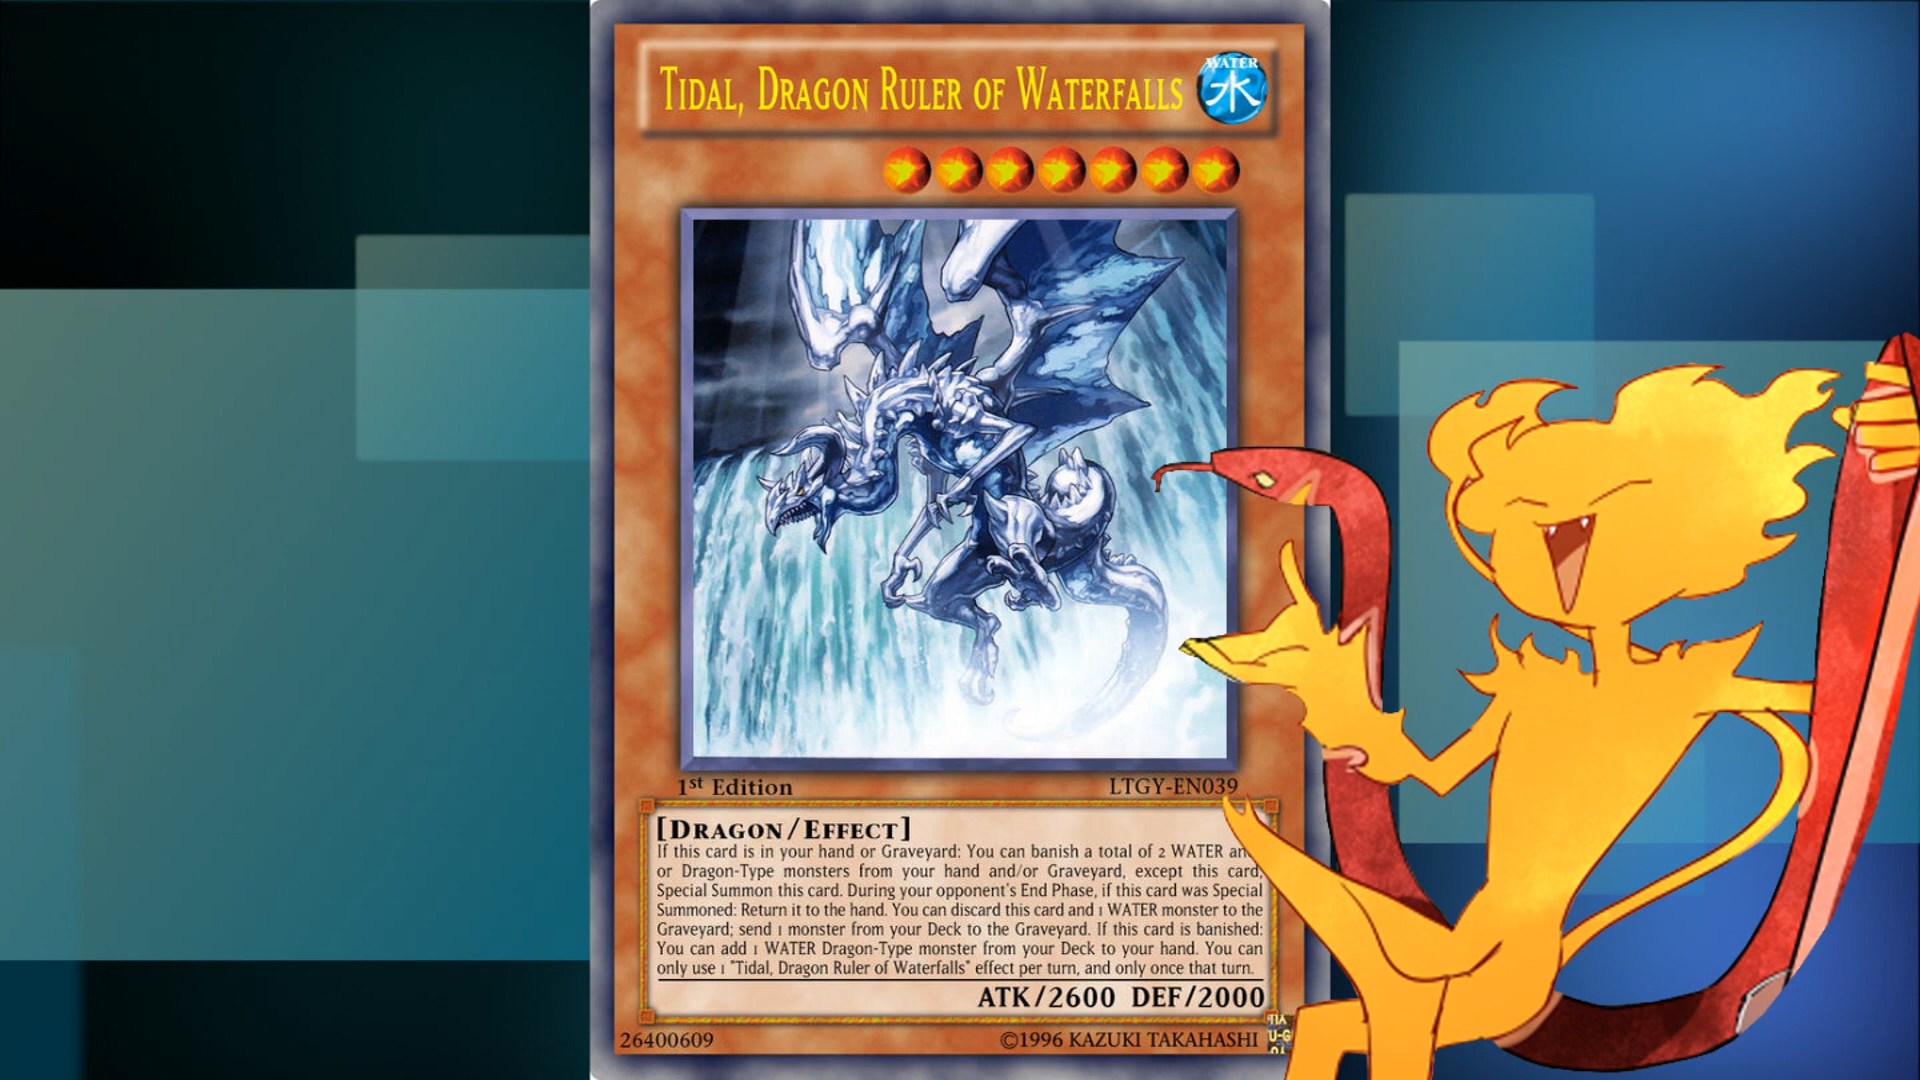 TIDAL, DRAGON RULER OF WATERFALLS
WATER
水
1st Edition
LTGY-EN039
[DRAGON/EFFECT]
If this card is in your hand or Graveyard: You can banish a total of 2 WATER
or Dragon-Type monsters from your hand and/or Graveyard, except this card;
Special Summon this card. During your opponent's End Phase, if this card was Special
Summoned: Return it to the hand. You can discard this card and 1 WATER monster to the
Graveyard; send 1 monster from your Deck to the Graveyard. If this card is banished:
You can add 1 WATER Dragon-Type monster from your Deck to your hand. You can
only use 1 "Tidal, Dragon Ruler of Waterfalls" effect per turn, and only once that turn.
ATK/2600 DEF/2000
26400609
©1996 KAZUKI TAKAHASHI